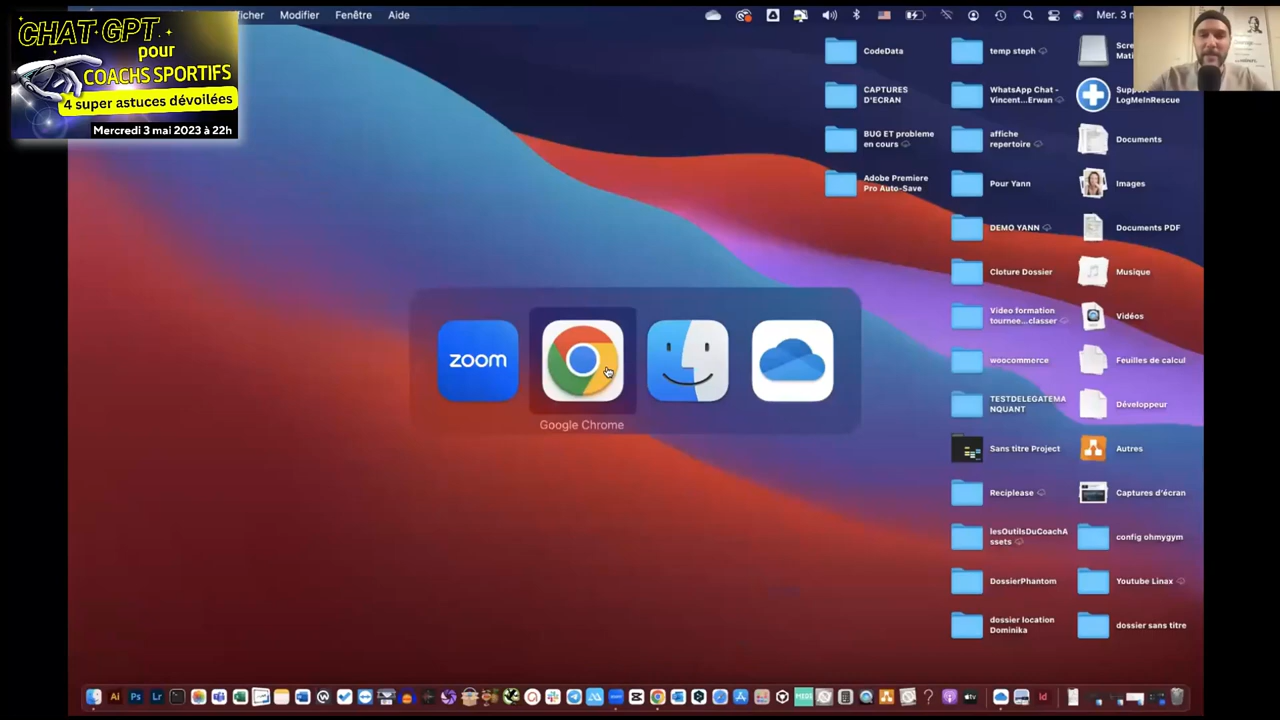 CHAT GPT
pour
COACHS SPORTIFS
4 super astuces dévoilées
Mercredi 3 mai 2023 à 22h
Modifier
Fenêtre
Aide
CodeData
CAPTURES
D'ECRAN
BUG ET probleme
en cours
Adobe Premiere
Pro Auto-Save
temp steph
WhatsApp Chat -
Vincent...Erwan
affiche
repertoire
Pour Yann
DEMO YANN
Cloture Dossier
Video formation
tournee...classer
woocommerce
TESTDELEGATEMA
NQUANT
Sans titre Project
Reciplease
lesOutilsDuCoachA
ssets
DossierPhantom
dossier location
Dominika
LogMeInRescue
Documents
Images
Documents PDF
Musique
Vidéos
Feuilles de calcul
Développeur
Autres
Captures d'écran
config ohmygym
Youtube Linax
dossier sans titre
zoom
Google Chrome
Ai
Ps
Lr
Id